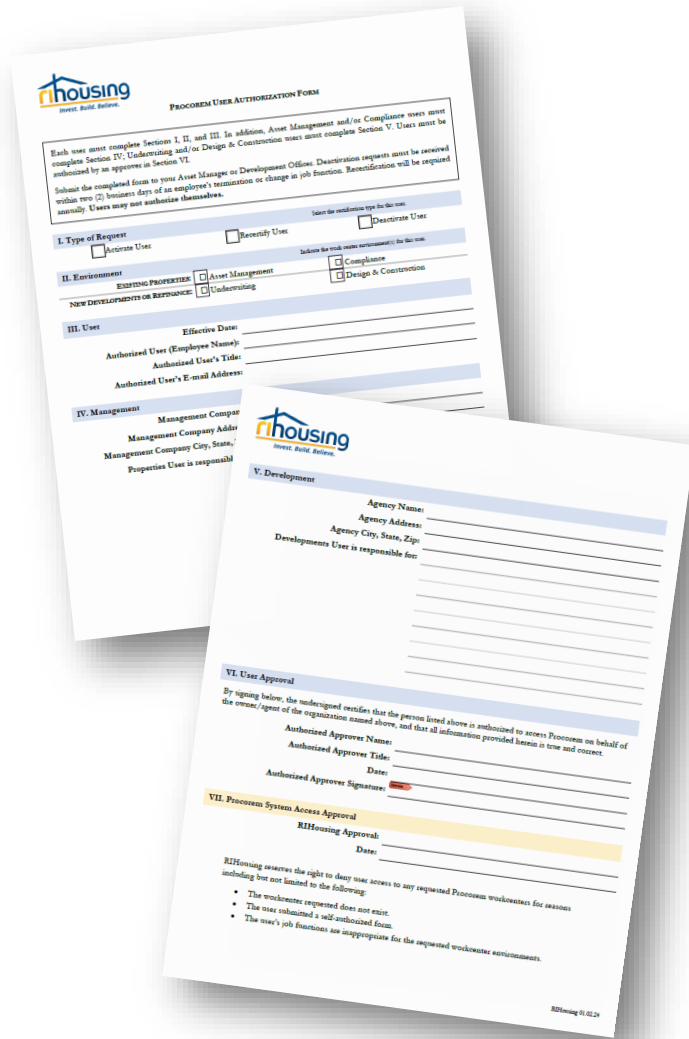 rihousing
Invest. Build. Believe.
PROCOREM USER AUTHORIZATION FORM
Each user must complete Sections I, II, and III. In addition, Asset Management and/or Compliance users must
complete Section IV; Underwriting and/or Design & Construction users must complete Section V. Users must be
authorized by an approver in Section VI.
Submit the completed form to your Asset Manager or Development Officer. Deactivation requests must be received
within two (2) business days of an employee's termination or change in job function. Recertification will be required
annually. Users may not authorize themselves.
I. Type of Request
Select the certification type for this user.
Activate User
Recertify User
Deactivate User
II. Environment
Indicate the work center environment(s) for this user.
EXISTING PROPERTIES:
Asset Management
Compliance
NEW DEVELOPMENTS OR REFINANCE:
Underwriting
Design & Construction
III. User
Effective Date:
Authorized User (Employee Name):
Authorized User's Title:
Authorized User's E-mail Address:
IV. Management
Management Compan
Management Company Addre
Management Company City, State,
Properties User is responsibl
rihousing
Invest. Build. Believe.
V. Development
Agency Name:
Agency Address:
Agency City, State, Zip:
Developments User is responsible for:
VI. User Approval
By signing below, the undersigned certifies that the person listed above is authorized to access Procorem on behalf of
the owner/agent of the organization named above, and that all information provided herein is true and correct.
Authorized Approver Name:
Authorized Approver Title:
Date:
Authorized Approver Signature:
VII. Procorem System Access Approval
RIHousing Approval:
Date:
RIHousing reserves the right to deny user access to any requested Procorem workcenters for reasons
including but not limited to the following:
• The workcenter requested does not exist.
• The user submitted a self-authorized form.
• The user's job functions are inappropriate for the requested workcenter environments.
RIHousing 01.02.24